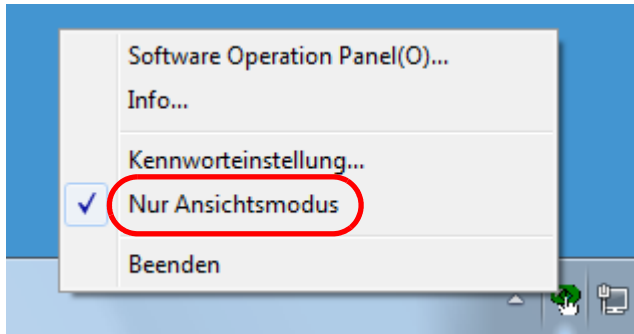 Software Operation Panel(O)...
Info...
Kennworteinstellung...
Nur Ansichtsmodus
Beenden